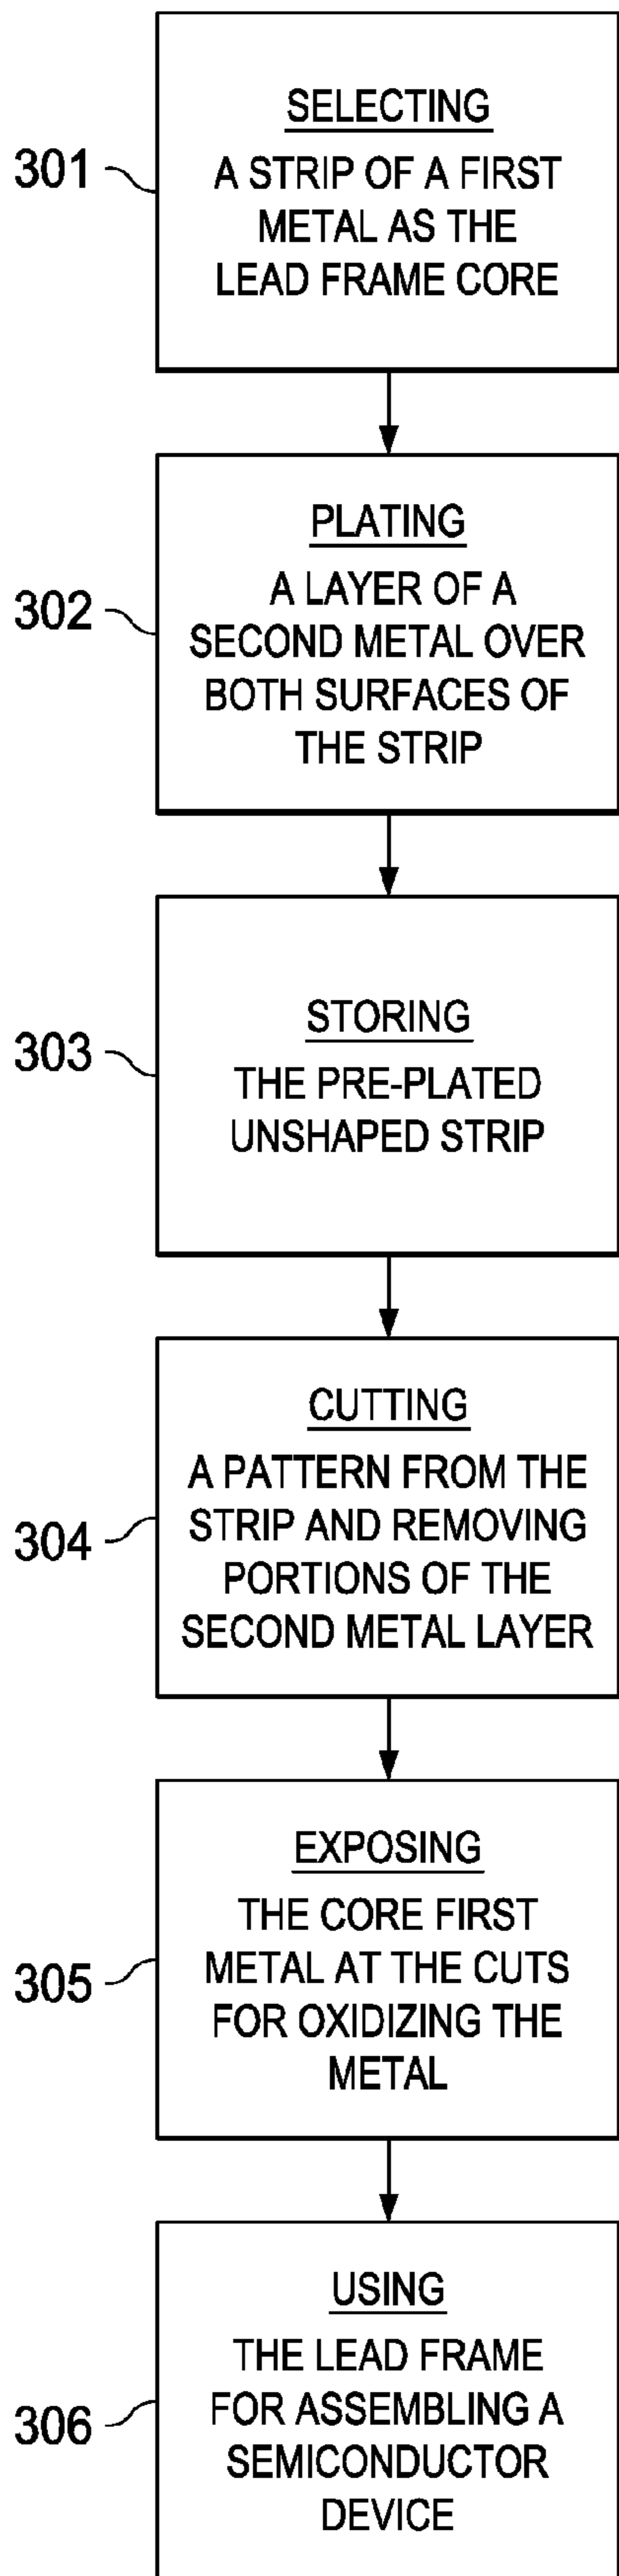 301
SELECTING
A STRIP OF A FIRST
METAL AS THE
LEAD FRAME CORE
302
PLATING
A LAYER OF A
SECOND METAL OVER
BOTH SURFACES OF
THE STRIP
303
STORING
THE PRE-PLATED
UNSHAPED STRIP
304
CUTTING
A PATTERN FROM THE
STRIP AND REMOVING
PORTIONS OF THE
SECOND METAL LAYER
305
EXPOSING
THE CORE FIRST
METAL AT THE CUTS
FOR OXIDIZING THE
METAL
306
USING
THE LEAD FRAME
FOR ASSEMBLING A
SEMICONDUCTOR
DEVICE